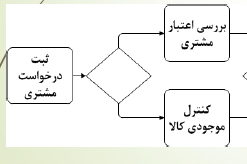 بررسی اعتبار
مشتری
ثبت
درخواست
مشتری
کنترل
موجودی کالا